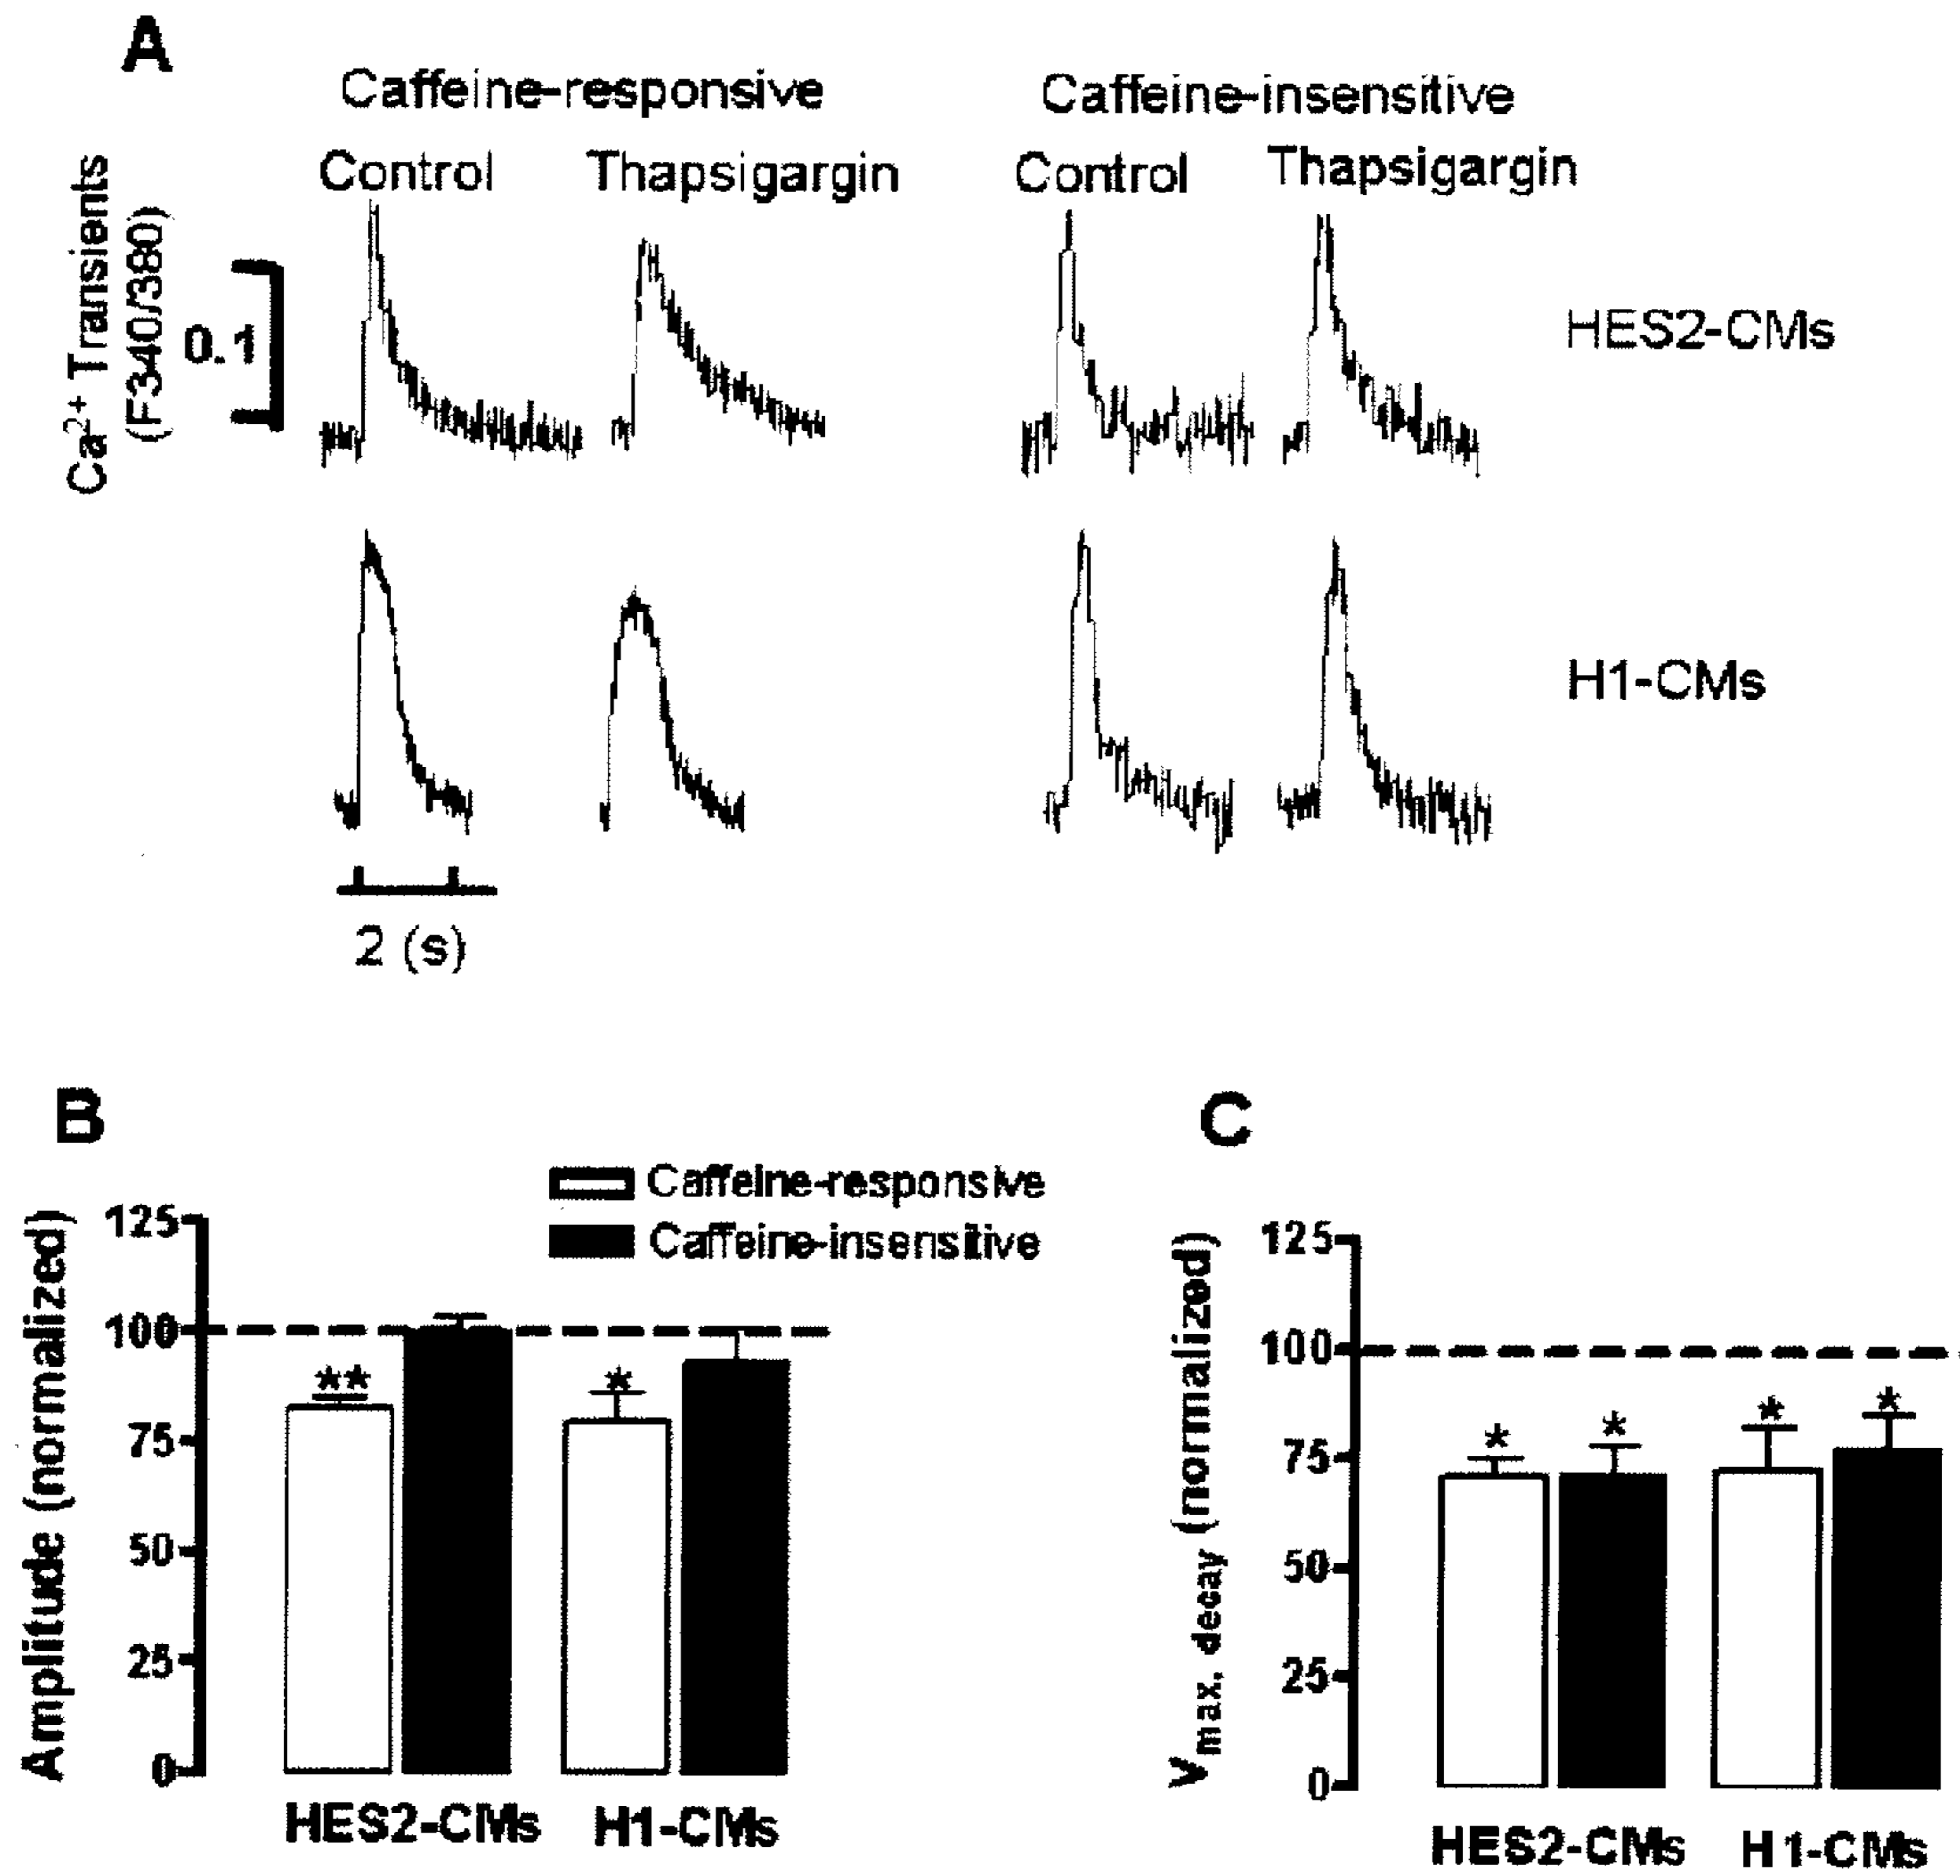 A
Caffeine-responsive
Caffeine-insensitive
Control
Thapsigargin
Control
Thapsigargin
Ca2+ Transients
(F340/380)
0.1
HES2-CMs
H1-CMs
2 (s)
B
Caffeine-responsive
Caffeine-insensitive
Amplitude (normalized)
125
100
75
50
25
0
**
*
HES2-CMs
H1-CMs
C
Vmax. decay (normalized)
125
100
75
50
25
0
*
*
*
*
HES2-CMs
H1-CMs